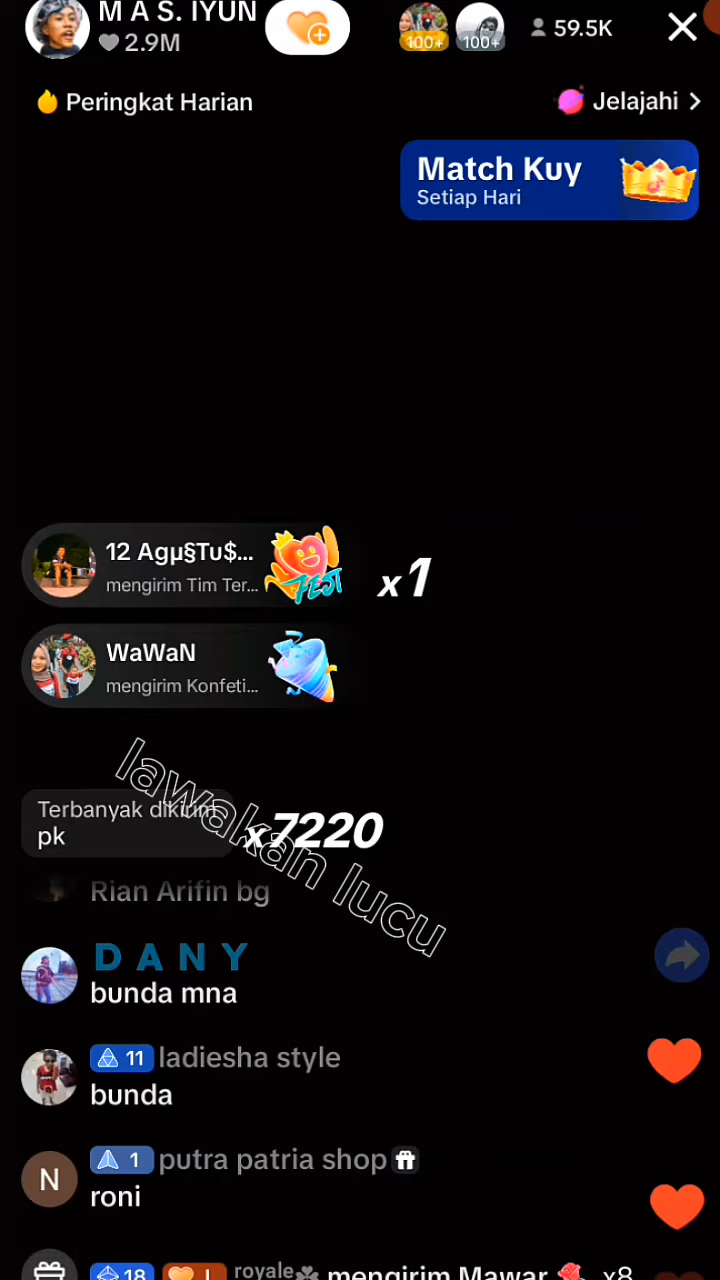 M A S. IYUN
2.9M
100+
100+
59.5K
Peringkat Harian
Jelajahi
Match Kuy
Setiap Hari
12 Agµ§Tu$...
mengirim Tim Ter...
FEST
x1
WaWaN
mengirim Konfeti...
lawakan lucu
Terbanyak dikirim
pk
x7220
Rian Arifin bg
D A N Y
bunda mna
11 ladiesha style
bunda
1 putra patria shop
N
roni
18 royale mengirim Mawar x8